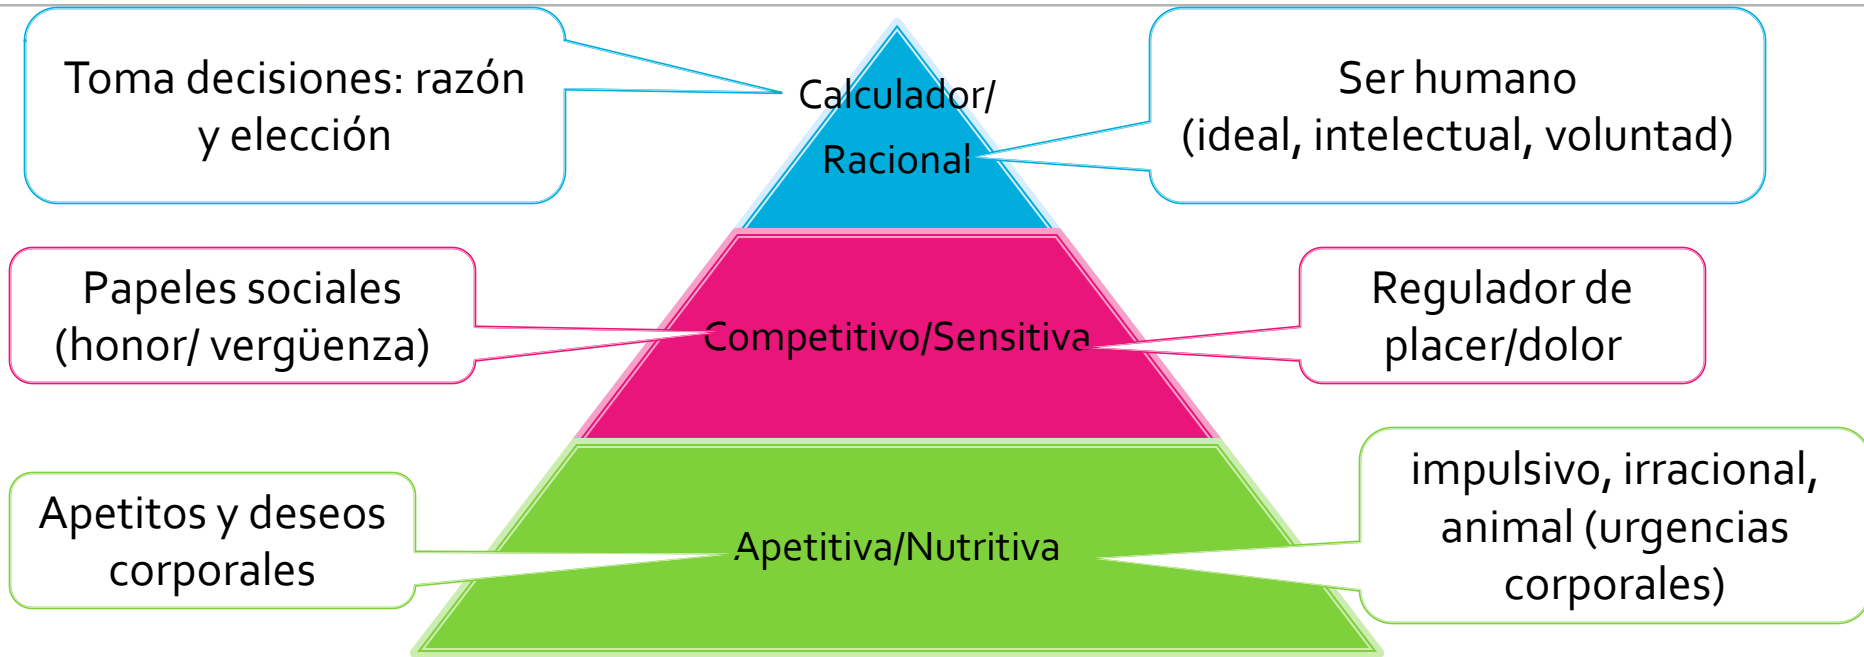 Toma decisiones: razón
y elección
Calculador/
Racional
Ser humano
(ideal, intelectual, voluntad)
Papeles sociales
(honor/ vergüenza)
Competitivo/Sensitiva
Regulador de
placer/dolor
Apetitos y deseos
corporales
Apetitiva/Nutritiva
impulsivo, irracional,
animal (urgencias
corporales)